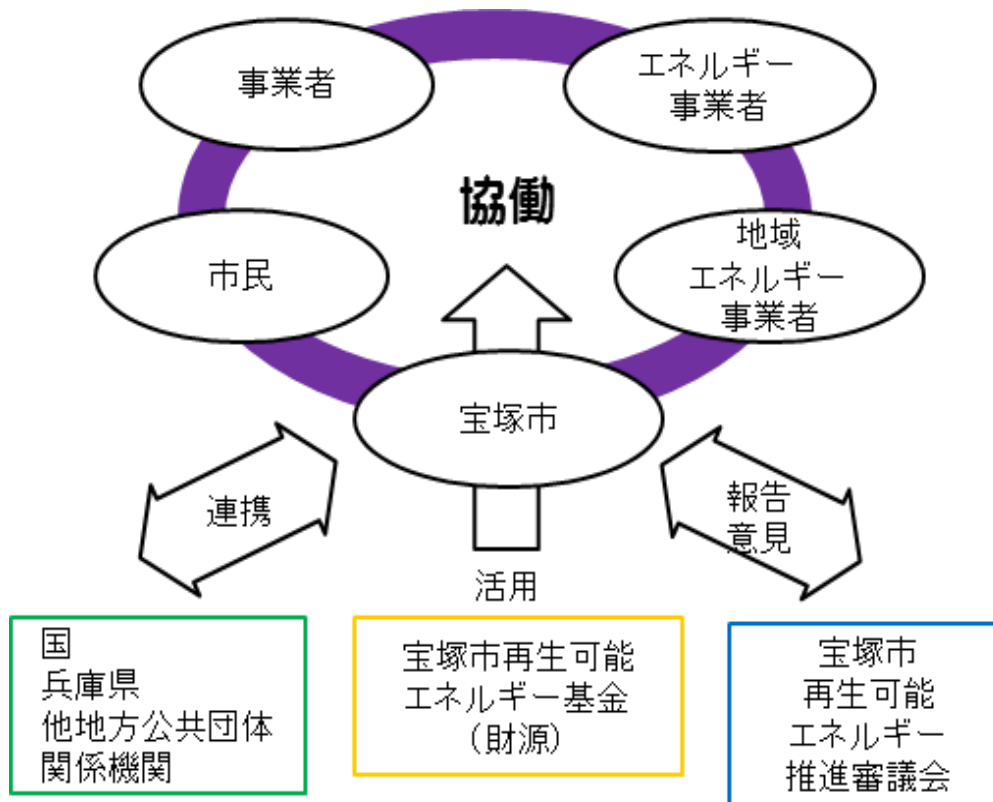 事業者
エネルギー
事業者
協働
市民
地域
エネルギー
事業者
宝塚市
連携
報告
意見
活用
国
兵庫県
他地方公共団体
関係機関
宝塚市再生可能
エネルギー基金
（財源）
宝塚市
再生可能
エネルギー
推進審議会